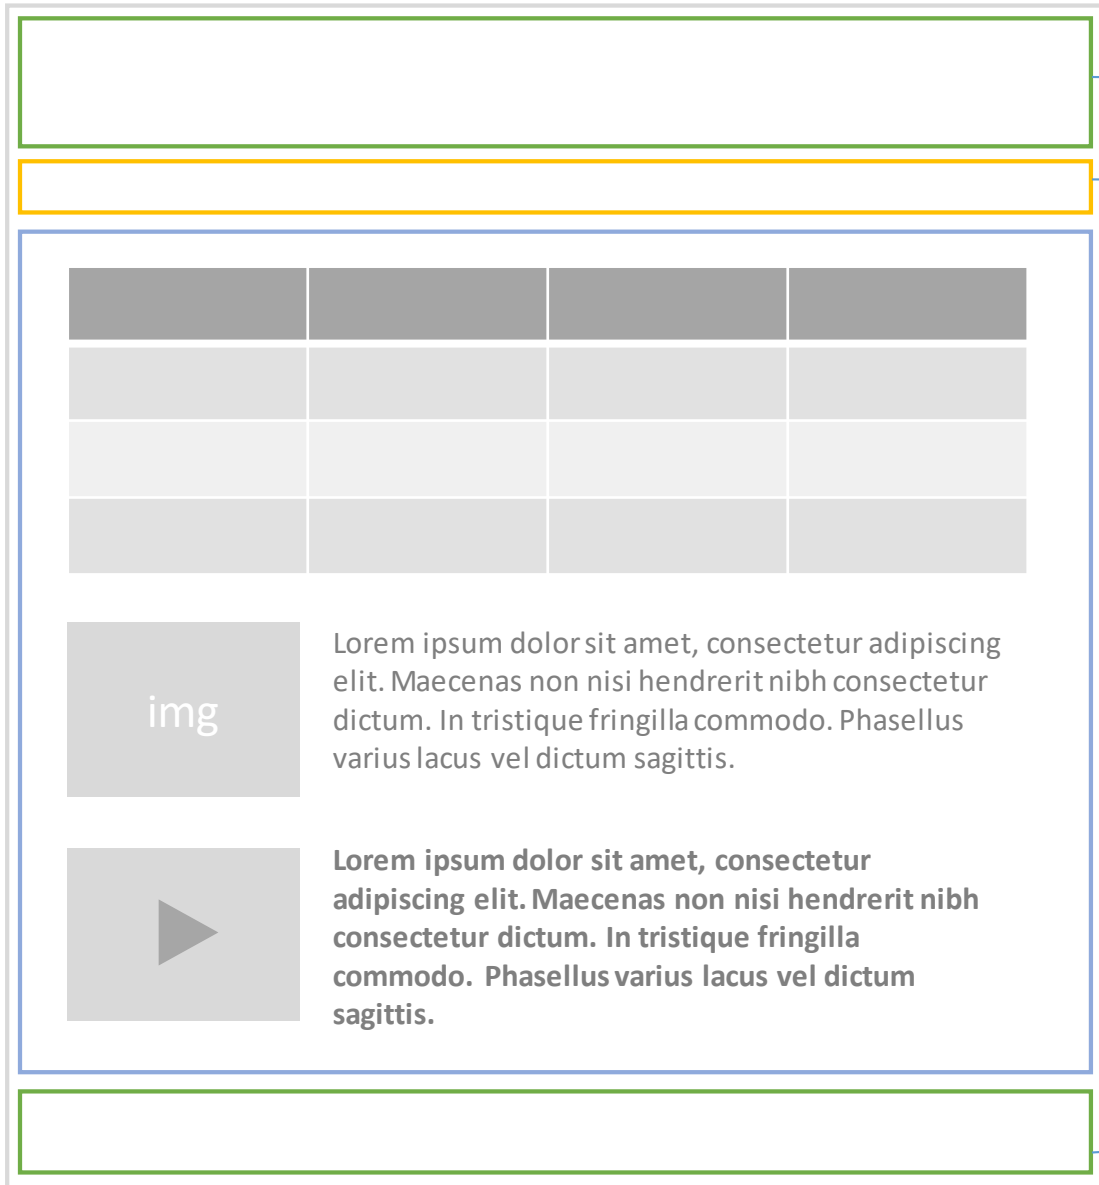 img
Lorem ipsum dolor sit amet, consectetur adipiscing
elit. Maecenas non nisi hendrerit nibh consectetur
dictum. In tristique fringilla commodo. Phasellus
varius lacus vel dictum sagittis.
Lorem ipsum dolor sit amet, consectetur
adipiscing elit. Maecenas non nisi hendrerit nibh
consectetur dictum. In tristique fringilla
commodo. Phasellus varius lacus vel dictum
sagittis.